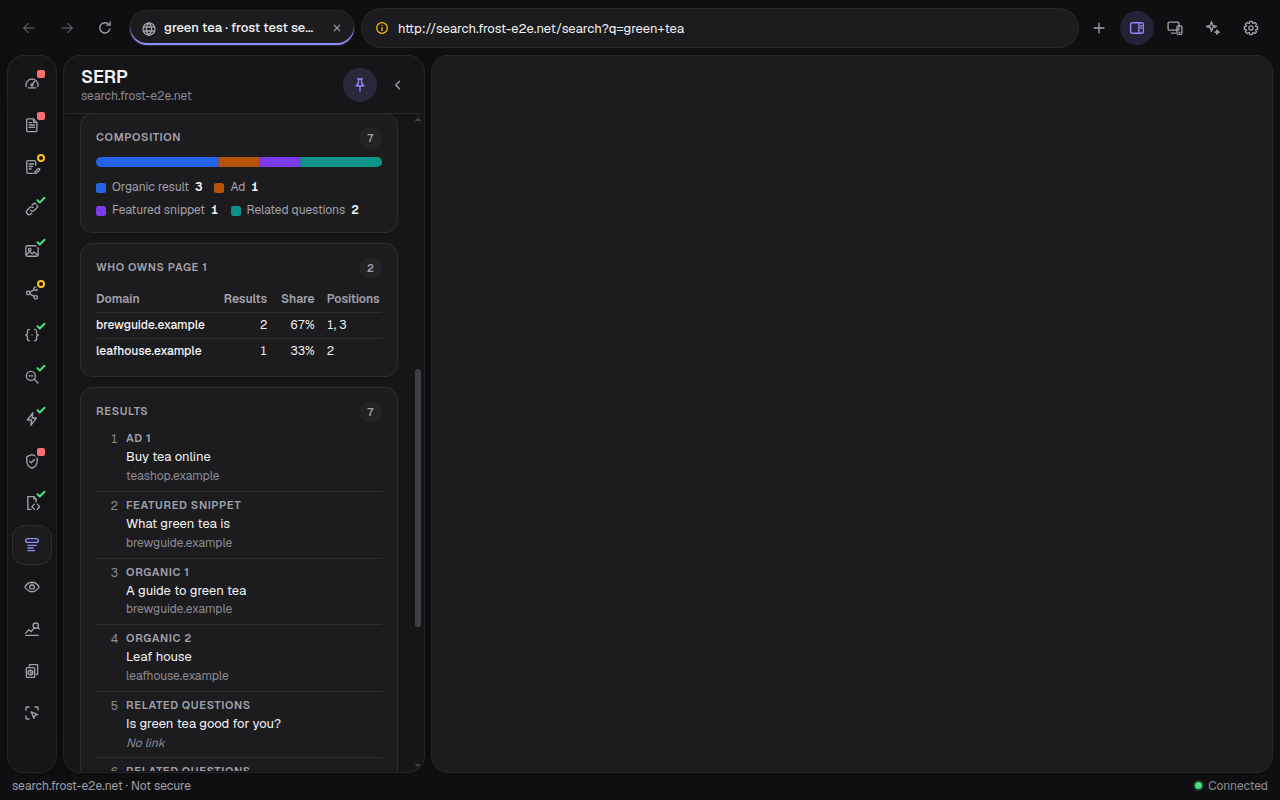 green tea · frost test se...
http://search.frost-e2e.net/search?q=green+tea
SERP
search.frost-e2e.net
COMPOSITION 7
Organic result 3 Ad 1
Featured snippet 1 Related questions 2
WHO OWNS PAGE 1 2
Domain Results Share Positions
brewguide.example 2 67% 1, 3
leafhouse.example 1 33% 2
RESULTS 7
1 AD 1
Buy tea online
teashop.example
2 FEATURED SNIPPET
What green tea is
brewguide.example
3 ORGANIC 1
A guide to green tea
brewguide.example
4 ORGANIC 2
Leaf house
leafhouse.example
5 RELATED QUESTIONS
Is green tea good for you?
No link
6 RELATED QUESTIONS
search.frost-e2e.net · Not secure
Connected